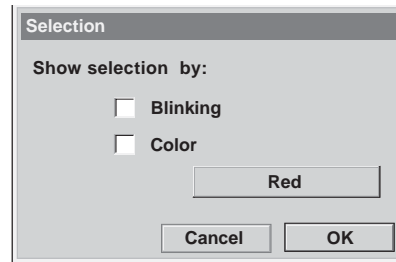 Selection
Show selection by:
Blinking
Color
Red
Cancel OK